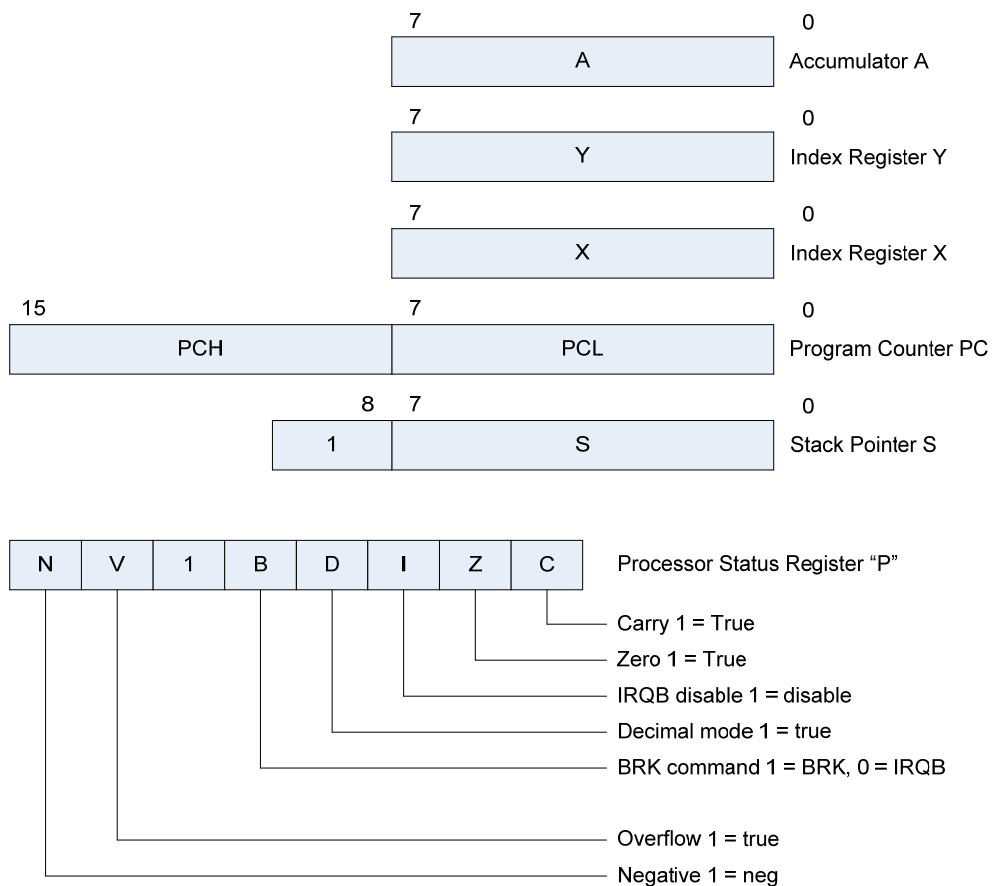 7 0
A Accumulator A
7 0
Y Index Register Y
7 0
X Index Register X
15 7 0
PCH PCL Program Counter PC
8 7 0
1 S Stack Pointer S
N V 1 B D I Z C Processor Status Register “P”
Carry 1 = True
Zero 1 = True
IRQB disable 1 = disable
Decimal mode 1 = true
BRK command 1 = BRK, 0 = IRQB
Overflow 1 = true
Negative 1 = neg